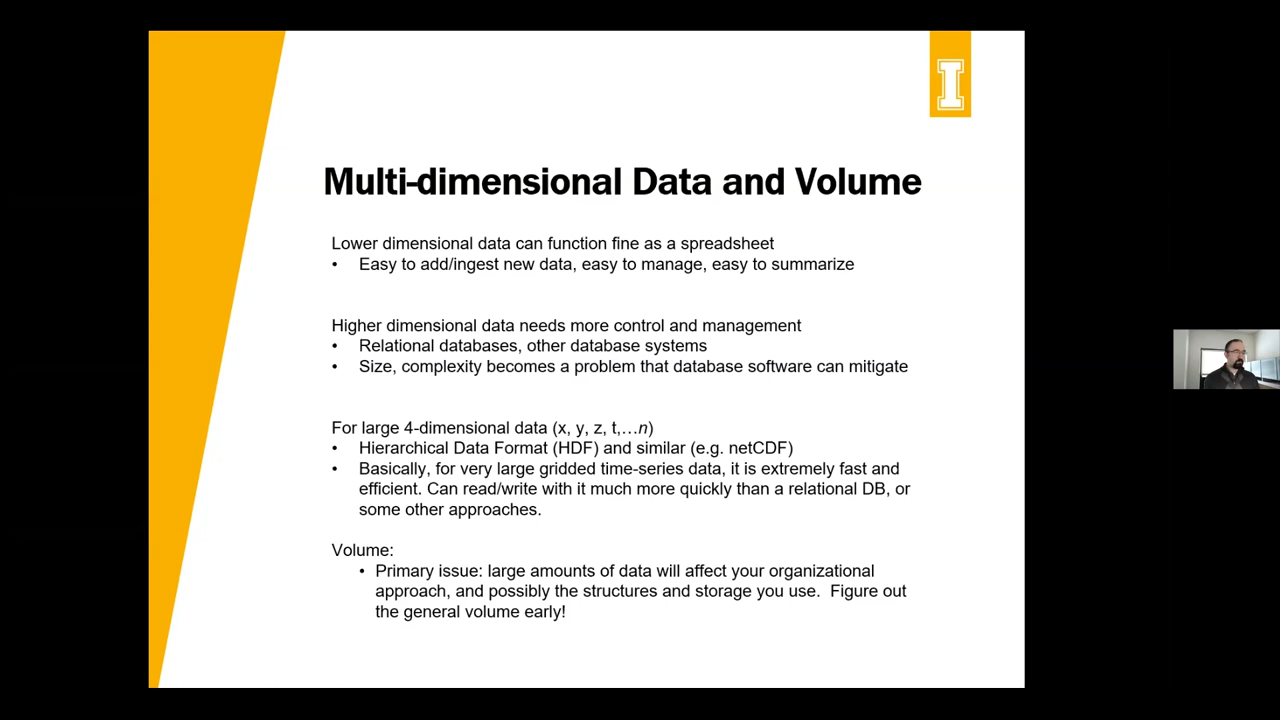 I
Multi-dimensional Data and Volume
Lower dimensional data can function fine as a spreadsheet
• Easy to add/ingest new data, easy to manage, easy to summarize
Higher dimensional data needs more control and management
• Relational databases, other database systems
• Size, complexity becomes a problem that database software can mitigate
For large 4-dimensional data (x, y, z, t,…n)
• Hierarchical Data Format (HDF) and similar (e.g. netCDF)
• Basically, for very large gridded time-series data, it is extremely fast and
efficient. Can read/write with it much more quickly than a relational DB, or
some other approaches.
Volume:
• Primary issue: large amounts of data will affect your organizational
approach, and possibly the structures and storage you use.  Figure out
the general volume early!